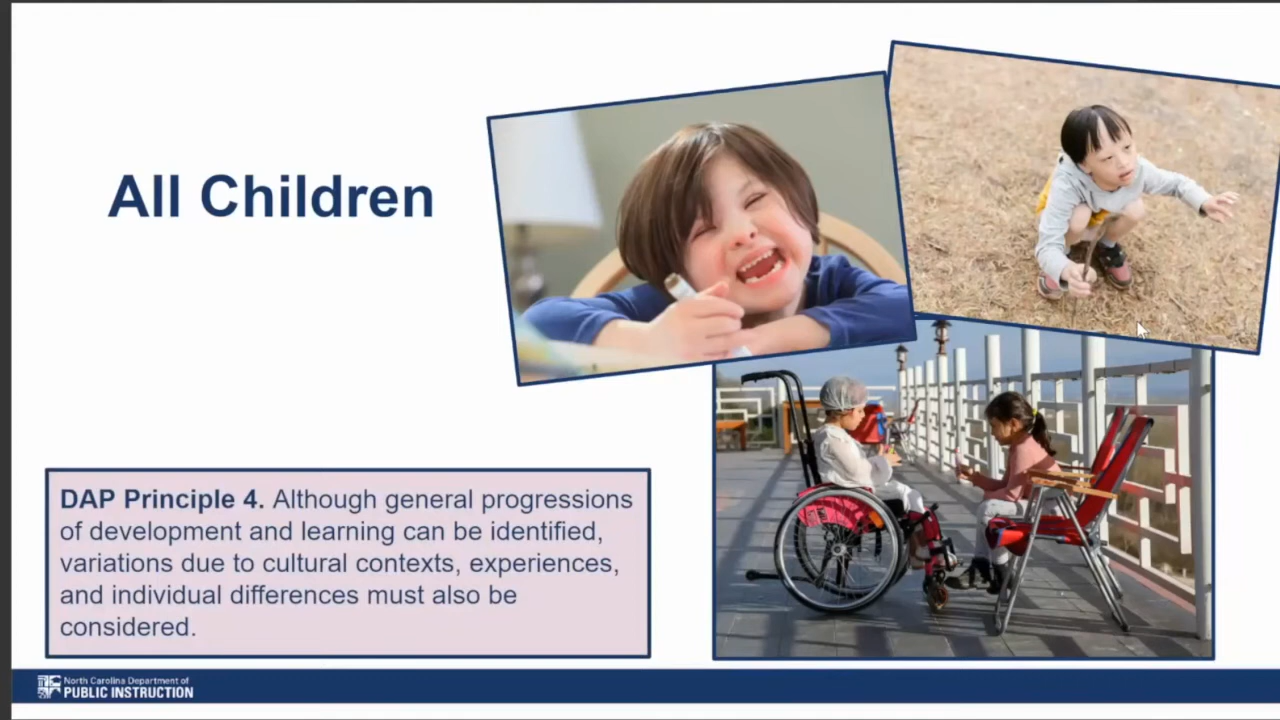 All Children
DAP Principle 4. Although general progressions
of development and learning can be identified,
variations due to cultural contexts, experiences,
and individual differences must also be
considered.
North Carolina Department of
PUBLIC INSTRUCTION